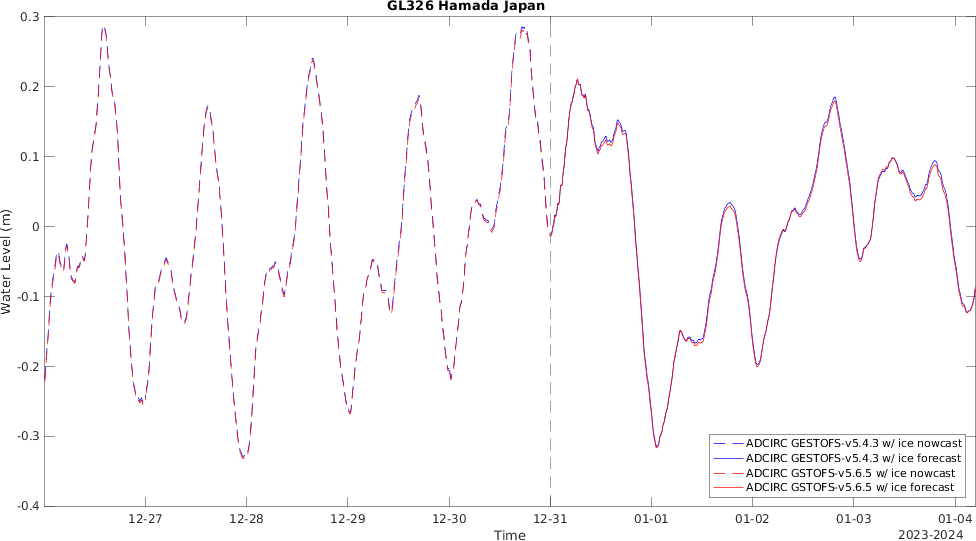 GL326 Hamada Japan
0.3
0.2
0.1
0
-0.1
-0.2
-0.3
-0.4
Water Level (m)
ADCIRC GESTOFS-v5.4.3 w/ ice nowcast
ADCIRC GESTOFS-v5.4.3 w/ ice forecast
ADCIRC GSTOFS-v5.6.5 w/ ice nowcast
ADCIRC GSTOFS-v5.6.5 w/ ice forecast
12-27 12-28 12-29 12-30 12-31 01-01 01-02 01-03 01-04
Time
2023-2024